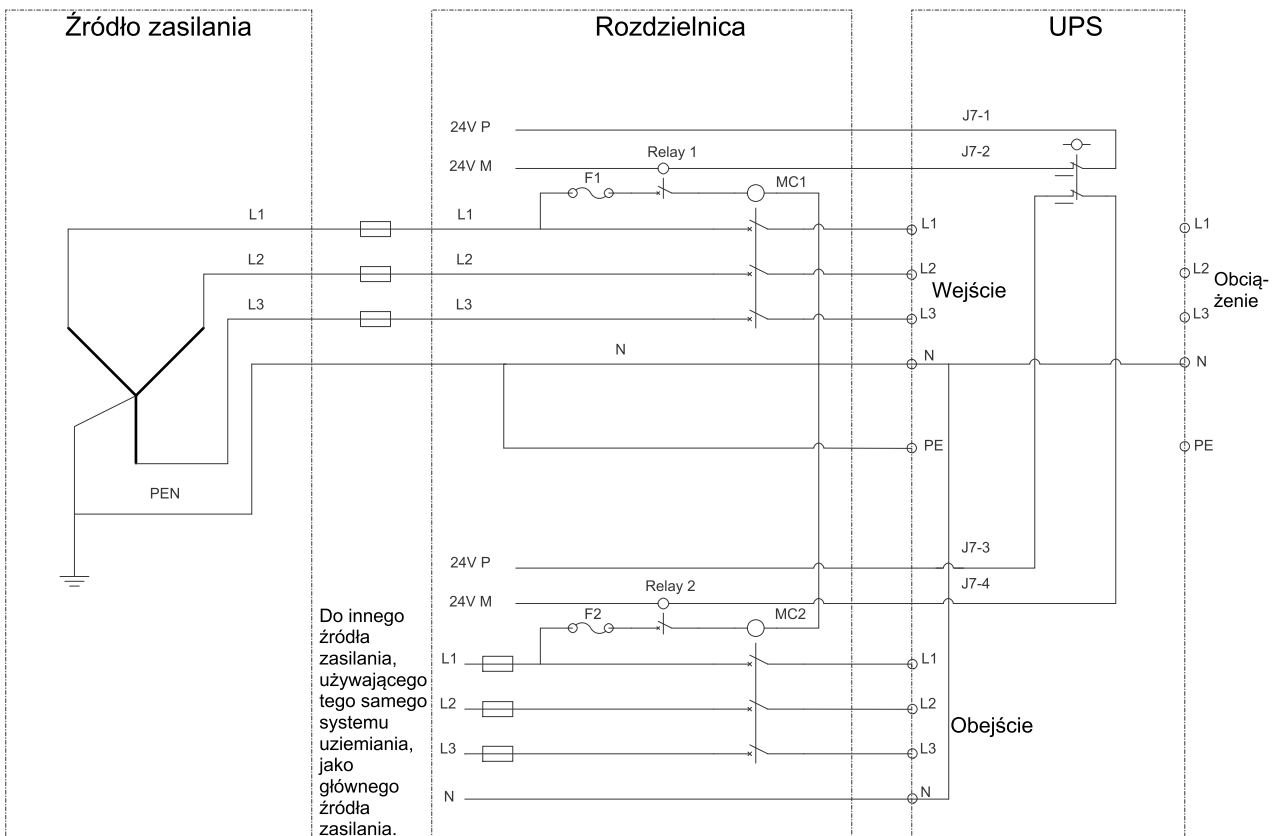 Źródło zasilania
Rozdzielnica
UPS
24V P
J7-1
24V M
Relay 1
J7-2
F1
MC1
L1
L1
L1
L1
L2
L2
L2
L2
Wejście
Obcią-
żenie
L3
L3
L3
L3
N
N
N
PE
PE
PEN
24V P
J7-3
24V M
Relay 2
J7-4
F2
MC2
Do innego
źródła
zasilania,
używającego
tego samego
systemu
uziemiania,
jako
głównego
źródła
zasilania.
L1
L1
L2
L2
Obejście
L3
L3
N
N